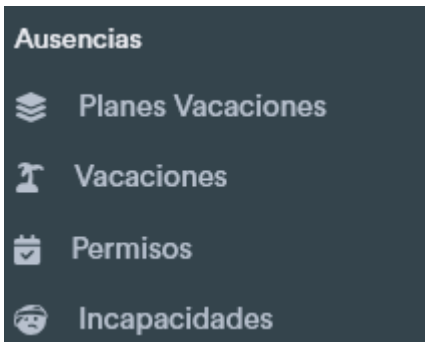 Ausencias
Planes Vacaciones
Vacaciones
Permisos
Incapacidades